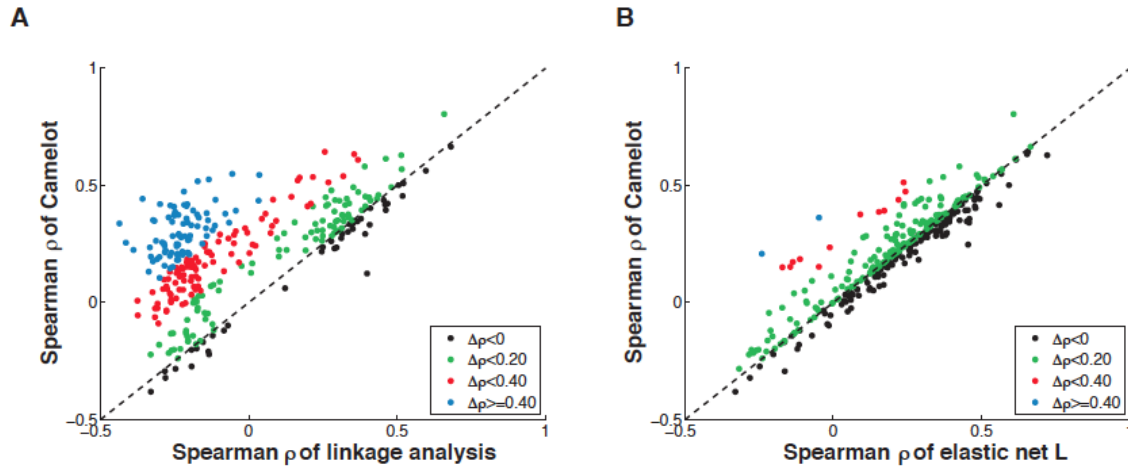 A
Spearman ρ of Camelot
1
0.5
0
-0.5
-0.5
0
0.5
1
Spearman ρ of linkage analysis
Δρ<0
Δρ<0.20
Δρ<0.40
Δρ>=0.40
B
Spearman ρ of Camelot
1
0.5
0
-0.5
-0.5
0
0.5
1
Spearman ρ of elastic net L
Δρ<0
Δρ<0.20
Δρ<0.40
Δρ>=0.40